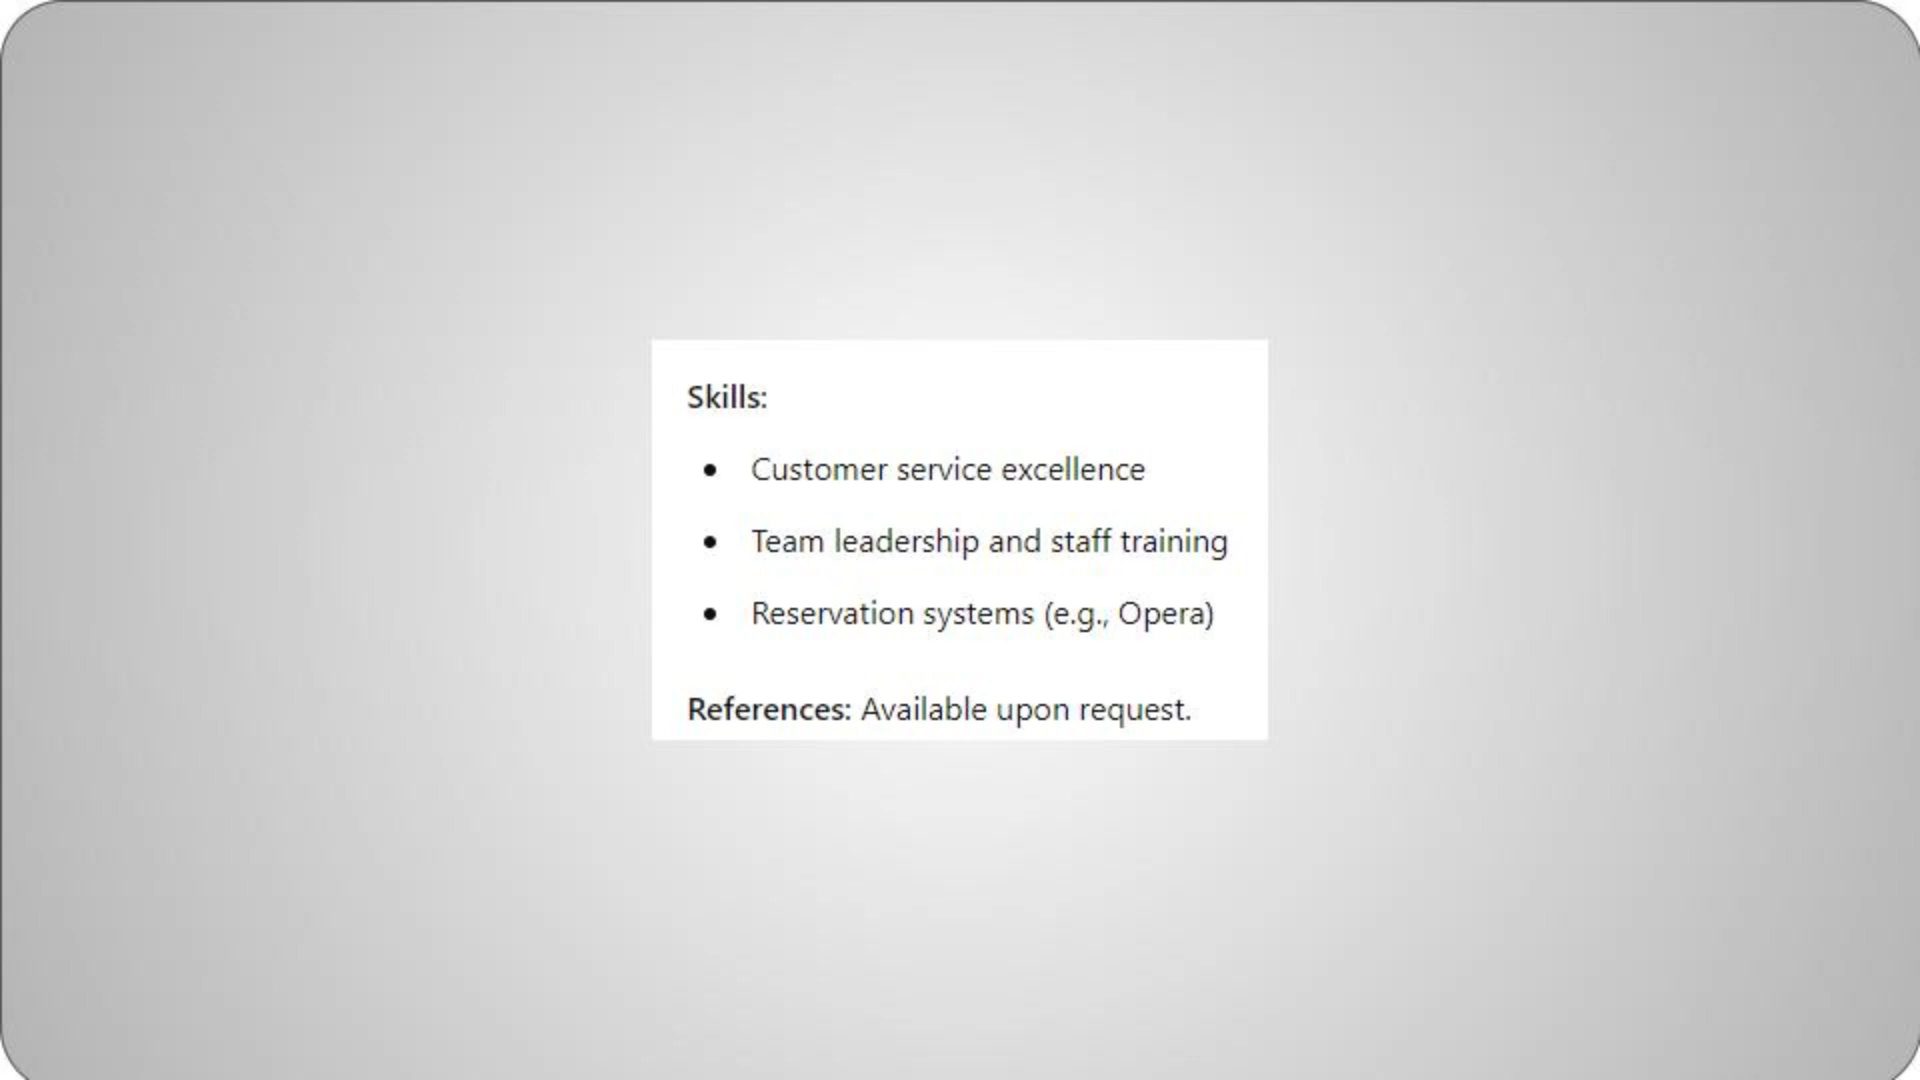 Skills:
• Customer service excellence
• Team leadership and staff training
• Reservation systems (e.g., Opera)
References: Available upon request.